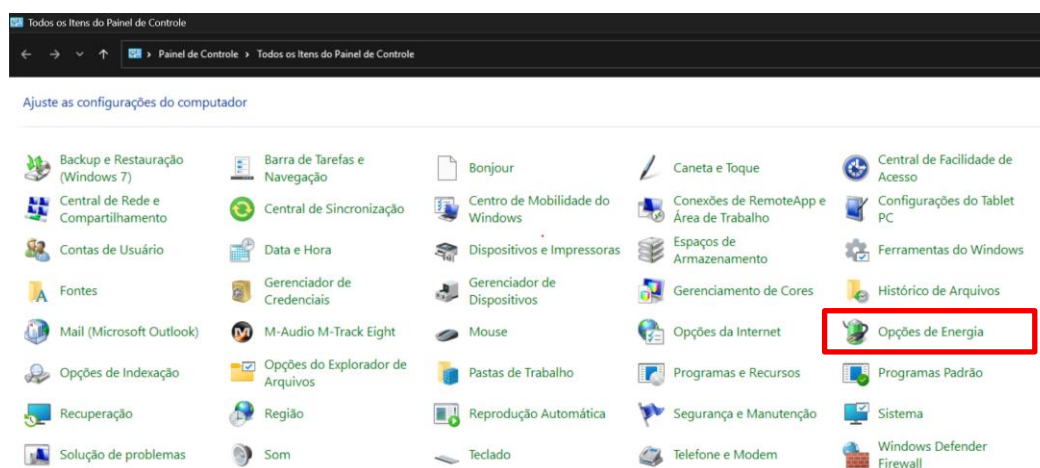 Todos os Itens do Painel de Controle
Painel de Controle > Todos os Itens do Painel de Controle
Ajuste as configurações do computador
Backup e Restauração
(Windows 7)
Barra de Tarefas e
Navegação
Bonjour
Caneta e Toque
Central de Facilidade de
Acesso
Central de Rede e
Compartilhamento
Central de Sincronização
Centro de Mobilidade do
Windows
Conexões de RemoteApp e
Área de Trabalho
Configurações do Tablet
PC
Contas de Usuário
Data e Hora
Dispositivos e Impressoras
Espaços de
Armazenamento
Ferramentas do Windows
Fontes
Gerenciador de
Credenciais
Gerenciador de
Dispositivos
Gerenciamento de Cores
Histórico de Arquivos
Mail (Microsoft Outlook)
M-Audio M-Track Eight
Mouse
Opções da Internet
Opções de Energia
Opções de Indexação
Opções do Explorador de
Arquivos
Pastas de Trabalho
Programas e Recursos
Programas Padrão
Recuperação
Região
Reprodução Automática
Segurança e Manutenção
Sistema
Solução de problemas
Som
Teclado
Telefone e Modem
Windows Defender
Firewall